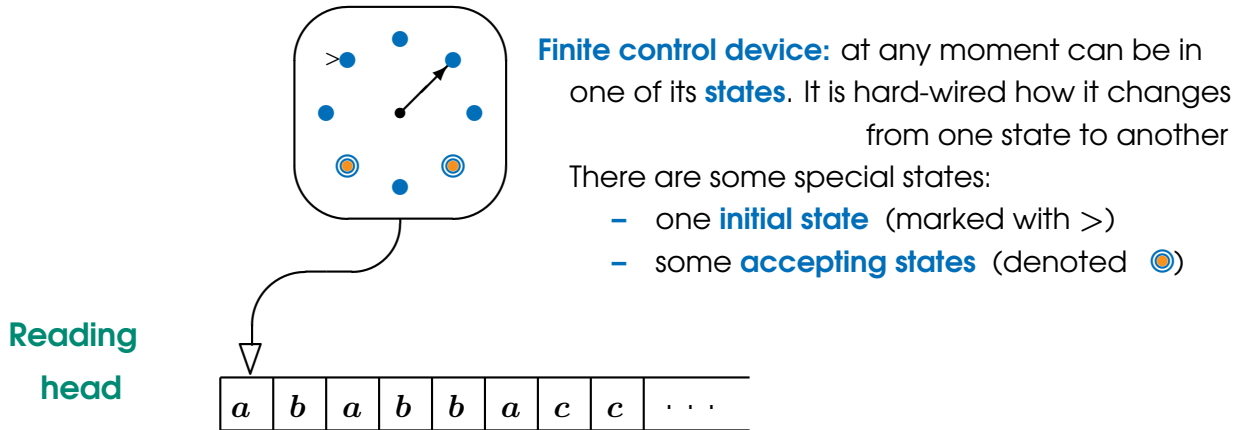 >
Finite control device: at any moment can be in
one of its states. It is hard-wired how it changes
from one state to another
There are some special states:
– one initial state (marked with >)
– some accepting states (denoted )
Reading
head
a b a b b a c c · · ·